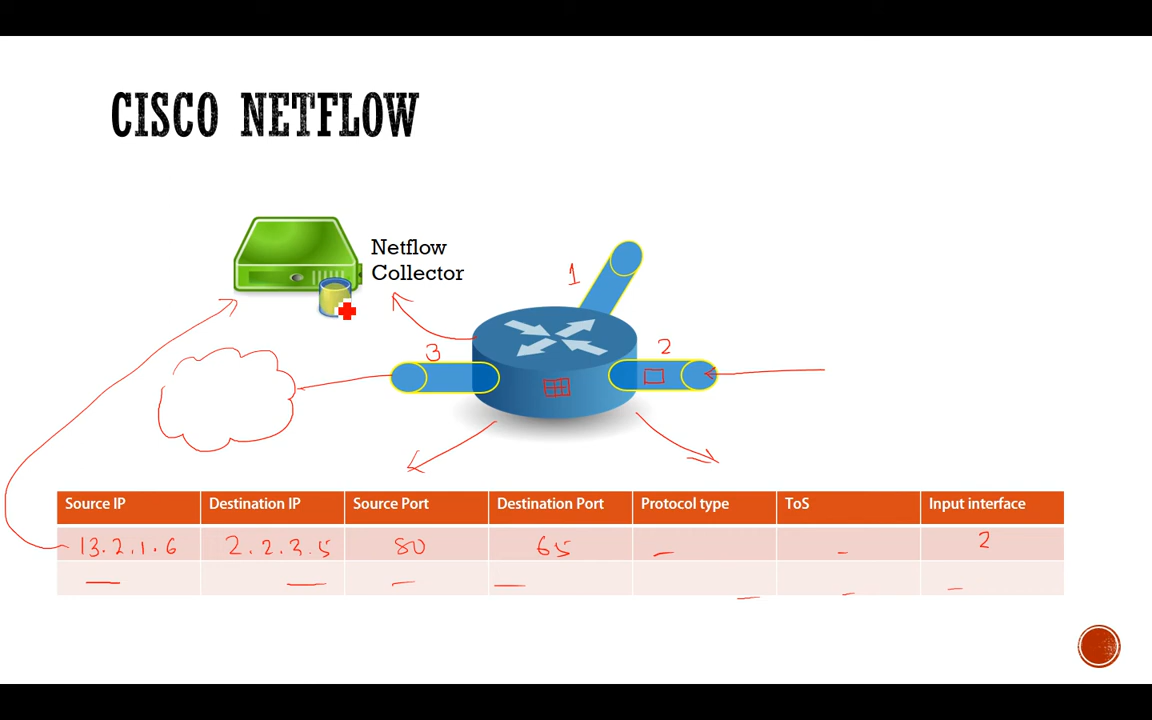 CISCO NETFLOW
Netflow
Collector
1
2
3
Source IP Destination IP Source Port Destination Port Protocol type ToS Input interface
13.2.1.6 2.2.3.5 80 65 - - 2